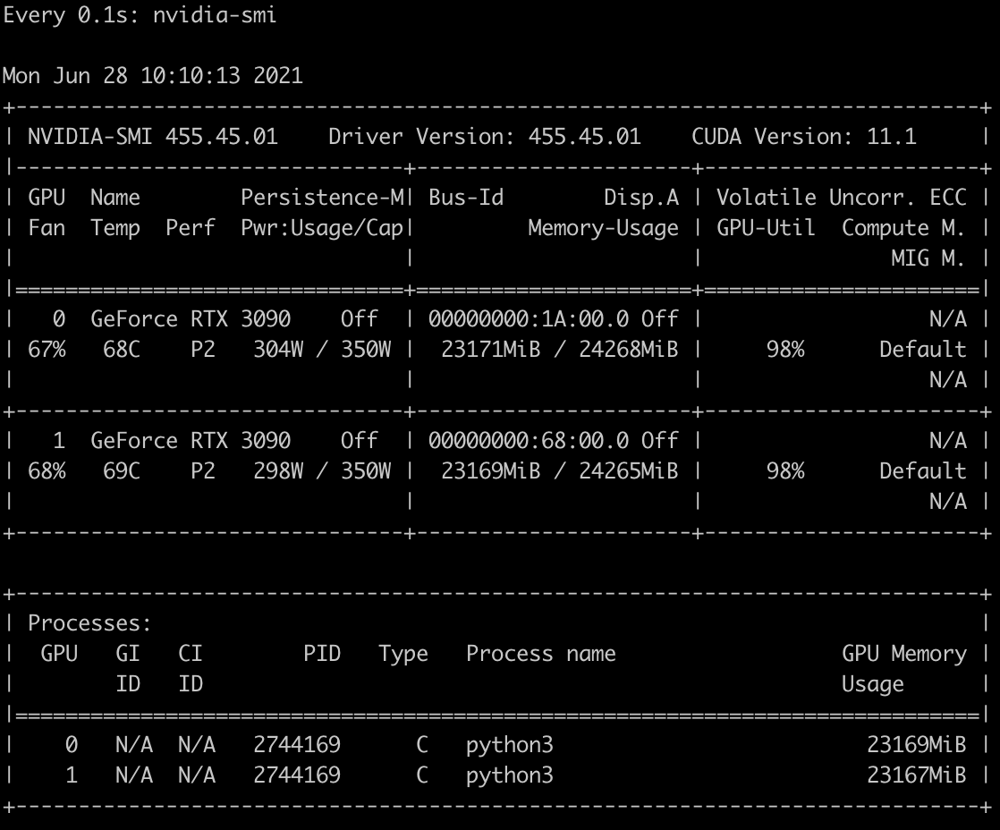 Every 0.1s: nvidia-smi

Mon Jun 28 10:10:13 2021
+-----------------------------------------------------------------------------+
| NVIDIA-SMI 455.45.01    Driver Version: 455.45.01    CUDA Version: 11.1     |
|-------------------------------+----------------------+----------------------+
| GPU  Name        Persistence-M| Bus-Id        Disp.A | Volatile Uncorr. ECC |
| Fan  Temp  Perf  Pwr:Usage/Cap|         Memory-Usage | GPU-Util  Compute M. |
|                               |                      |               MIG M. |
|===============================+======================+======================|
|   0  GeForce RTX 3090    Off  | 00000000:1A:00.0 Off |                  N/A |
| 67%   68C    P2   304W / 350W |  23171MiB / 24268MiB |     98%      Default |
|                               |                      |                  N/A |
+-------------------------------+----------------------+----------------------+
|   1  GeForce RTX 3090    Off  | 00000000:68:00.0 Off |                  N/A |
| 68%   69C    P2   298W / 350W |  23169MiB / 24265MiB |     98%      Default |
|                               |                      |                  N/A |
+-------------------------------+----------------------+----------------------+

+-----------------------------------------------------------------------------+
| Processes:                                                                  |
|  GPU   GI   CI        PID   Type   Process name                  GPU Memory |
|        ID   ID                                                   Usage      |
|=============================================================================|
|    0   N/A  N/A   2744169      C   python3                         23169MiB |
|    1   N/A  N/A   2744169      C   python3                         23167MiB |
+-----------------------------------------------------------------------------+